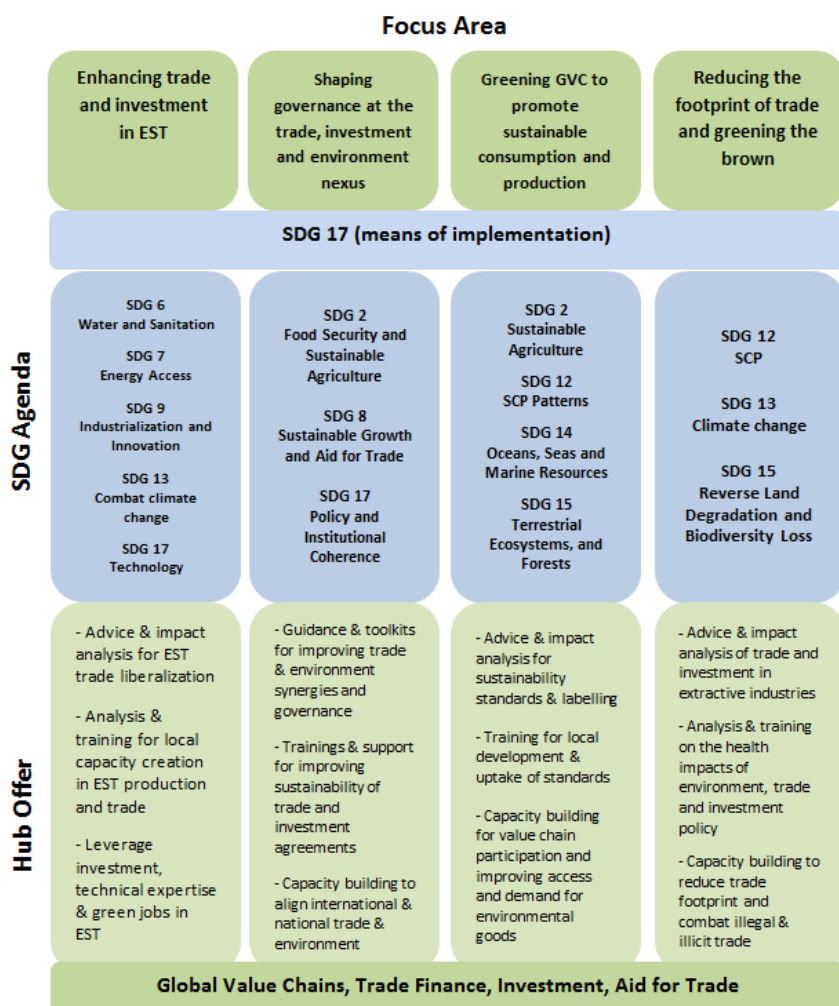 Focus Area
Enhancing trade
and investment
in EST
Shaping
governance at the
trade, investment
and environment
nexus
Greening GVC to
promote
sustainable
consumption and
production
Reducing the
footprint of trade
and greening the
brown
SDG 17 (means of implementation)
SDG Agenda
SDG 6
Water and Sanitation
SDG 7
Energy Access
SDG 9
Industrialization and
Innovation
SDG 13
Combat climate
change
SDG 17
Technology
SDG 2
Food Security and
Sustainable
Agriculture
SDG 8
Sustainable Growth
and Aid for Trade
SDG 17
Policy and
Institutional
Coherence
SDG 2
Sustainable
Agriculture
SDG 12
SCP Patterns
SDG 14
Oceans, Seas and
Marine Resources
SDG 15
Terrestrial
Ecosystems, and
Forests
SDG 12
SCP
SDG 13
Climate change
SDG 15
Reverse Land
Degradation and
Biodiversity Loss
Hub Offer
- Advice & impact
analysis for EST
trade liberalization
- Analysis &
training for local
capacity creation
in EST production
and trade
- Leverage
investment,
technical expertise
& green jobs in
EST
- Guidance & toolkits
for improving trade
& environment
synergies and
governance
- Trainings & support
for improving
sustainability of
trade and
investment
agreements
- Capacity building to
align international &
national trade &
environment
- Advice & impact
analysis for
sustainability
standards & labelling
- Training for local
development &
uptake of standards
- Capacity building
for value chain
participation and
improving access
and demand for
environmental
goods
- Advice & impact
analysis of trade and
investment in
extractive industries
- Analysis & training
on the health
impacts of
environment, trade
and investment
policy
- Capacity building to
reduce trade
footprint and
combat illegal &
illicit trade
Global Value Chains, Trade Finance, Investment, Aid for Trade